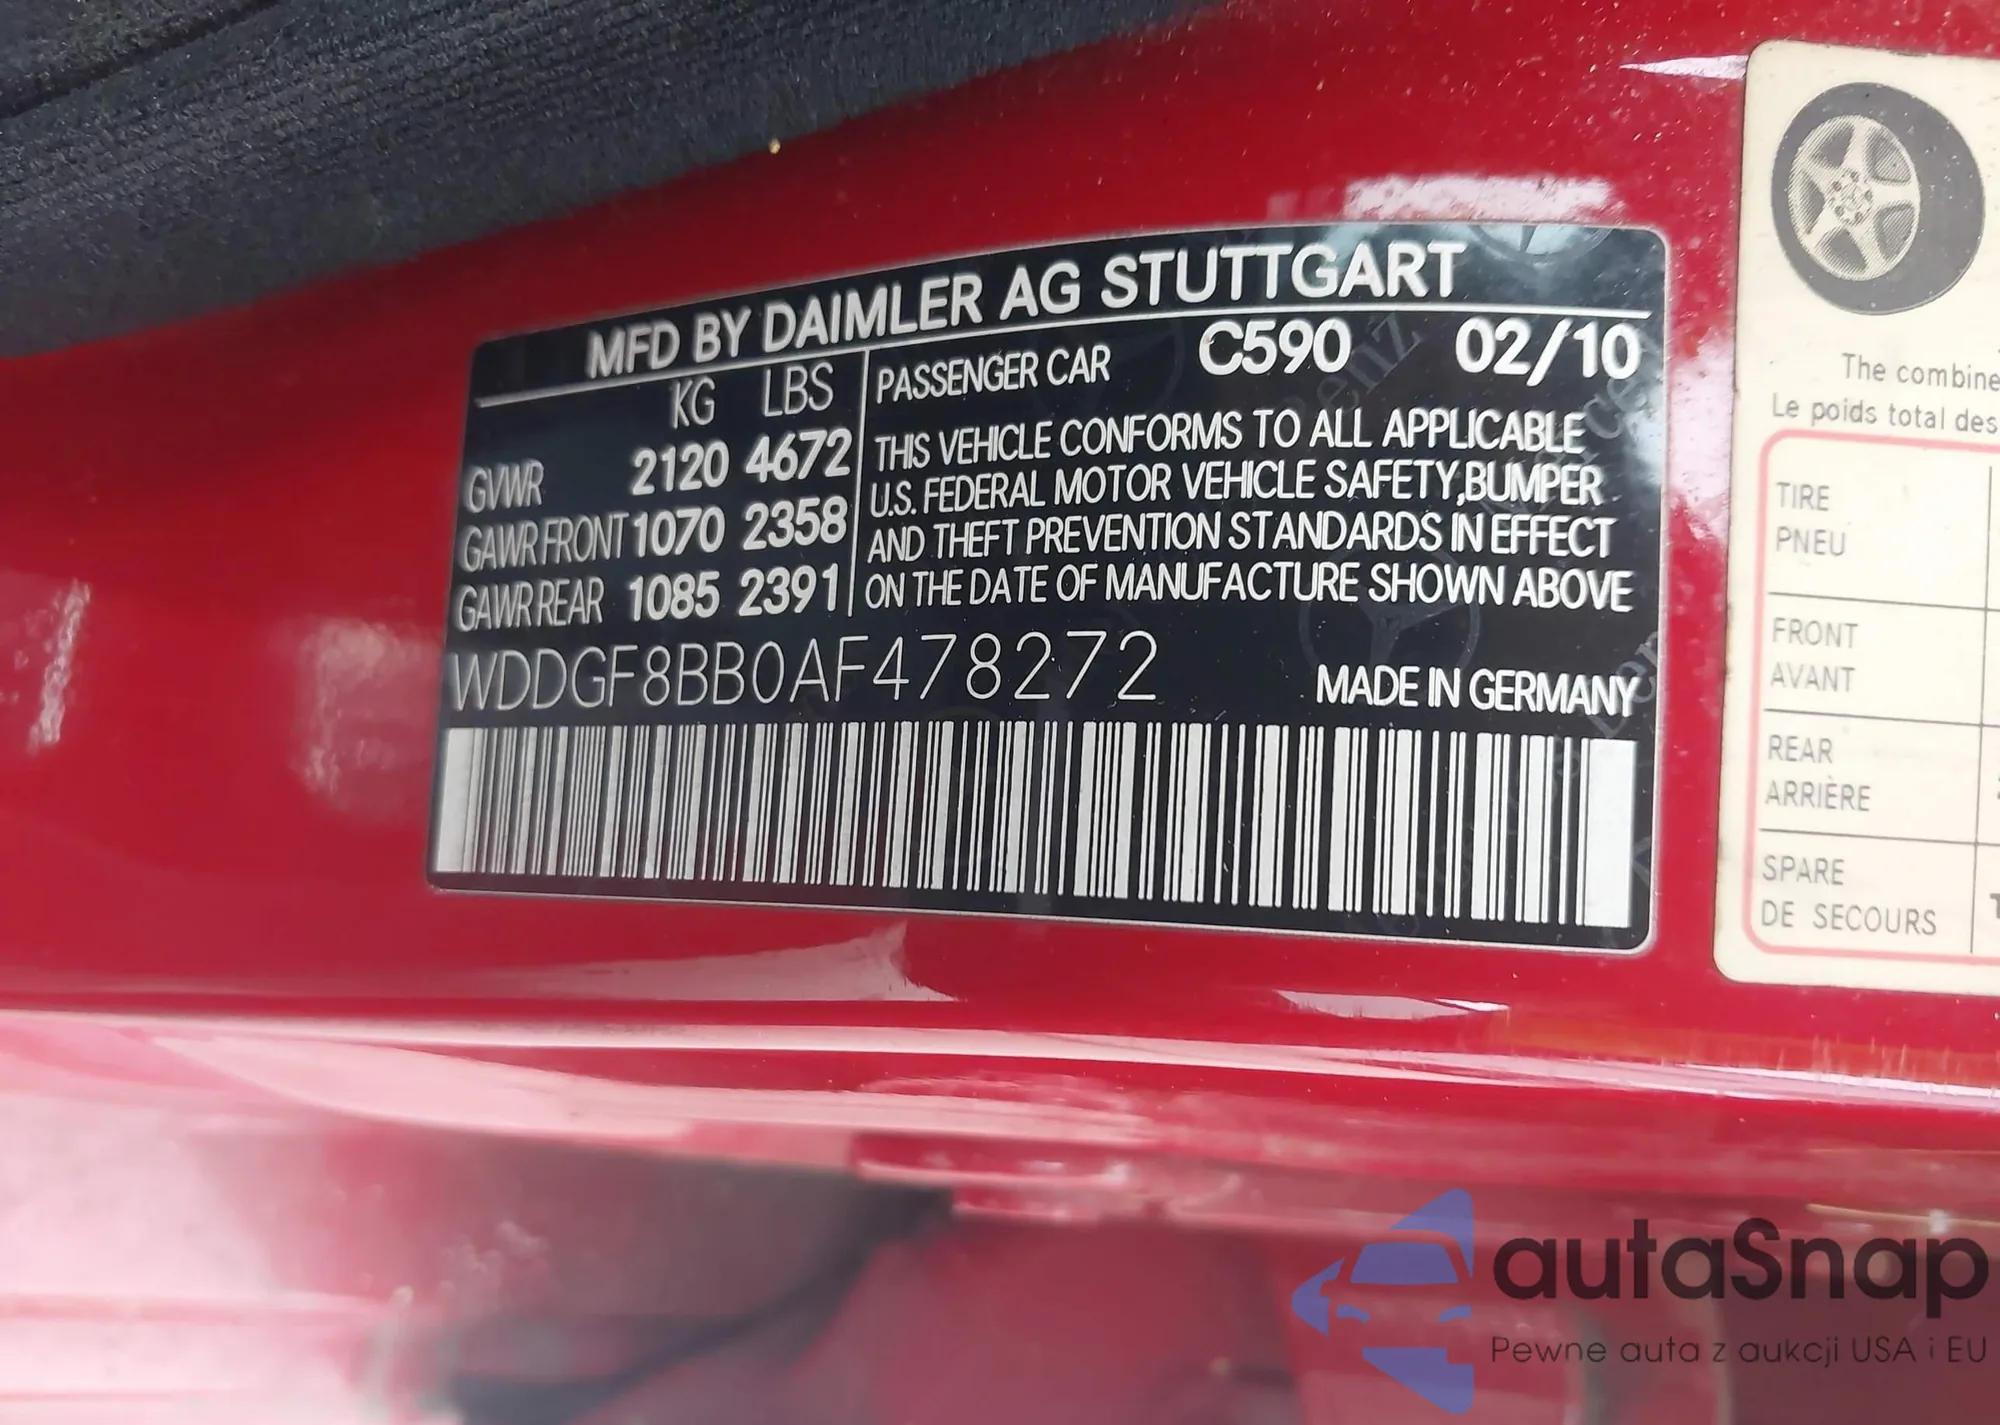 MFD BY DAIMLER AG STUTTGART
KG LBS
GVWR 2120 4672
GAWR FRONT 1070 2358
GAWR REAR 1085 2391
PASSENGER CAR C590 02/10
THIS VEHICLE CONFORMS TO ALL APPLICABLE
U.S. FEDERAL MOTOR VEHICLE SAFETY,BUMPER
AND THEFT PREVENTION STANDARDS IN EFFECT
ON THE DATE OF MANUFACTURE SHOWN ABOVE
WDDGF8BB0AF478272 MADE IN GERMANY
The combine
Le poids total des
TIRE
PNEU
FRONT
AVANT
REAR
ARRIÈRE
SPARE
DE SECOURS
autaSnap
Pewne auta z aukcji USA i EU